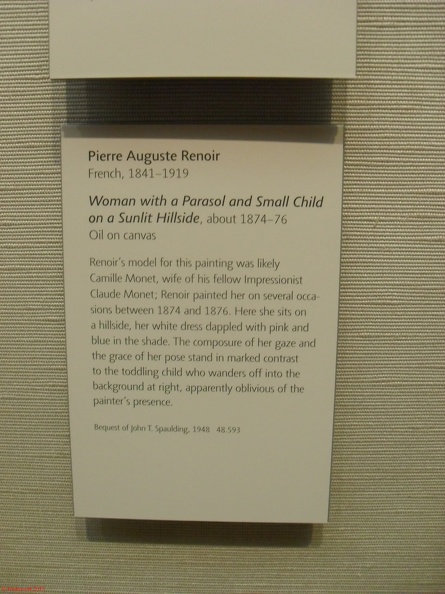 Pierre Auguste Renoir
French, 1841–1919
Woman with a Parasol and Small Child
on a Sunlit Hillside, about 1874–76
Oil on canvas
Renoir's model for this painting was likely
Camille Monet, wife of his fellow Impressionist
Claude Monet; Renoir painted her on several occa-
sions between 1874 and 1876. Here she sits on
a hillside, her white dress dappled with pink and
blue in the shade. The composure of her gaze and
the grace of her pose stand in marked contrast
to the toddling child who wanders off into the
background at right, apparently oblivious of the
painter's presence.
Bequest of John T. Spaulding, 1948 48.593